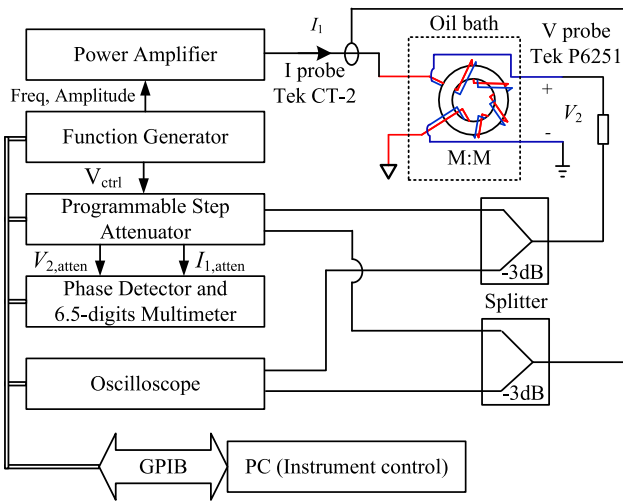 Power Amplifier
I1
I probe
Tek CT-2
Oil bath
V probe
Tek P6251
+
V2
-
M:M
Freq, Amplitude
Function Generator
Vctrl
Programmable Step
Attenuator
V2,atten
I1,atten
-3dB
Splitter
Phase Detector and
6.5-digits Multimeter
Oscilloscope
-3dB
GPIB
PC (Instrument control)